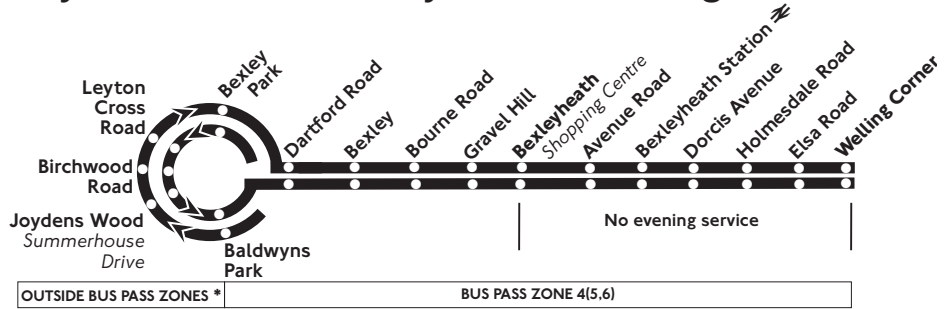 Leyton
Cross
Road
Birchwood
Road
Joydens Wood
Summerhouse
Drive
Bexley
Park
Baldwyns
Park
Dartford Road
Bexley
Bourne Road
Gravel Hill
Bexleyheath
Shopping Centre
Avenue Road
Bexleyheath Station
Dorcis Avenue
Holmesdale Road
Elsa Road
Welling Corner
No evening service
OUTSIDE BUS PASS ZONES *
BUS PASS ZONE 4(5,6)